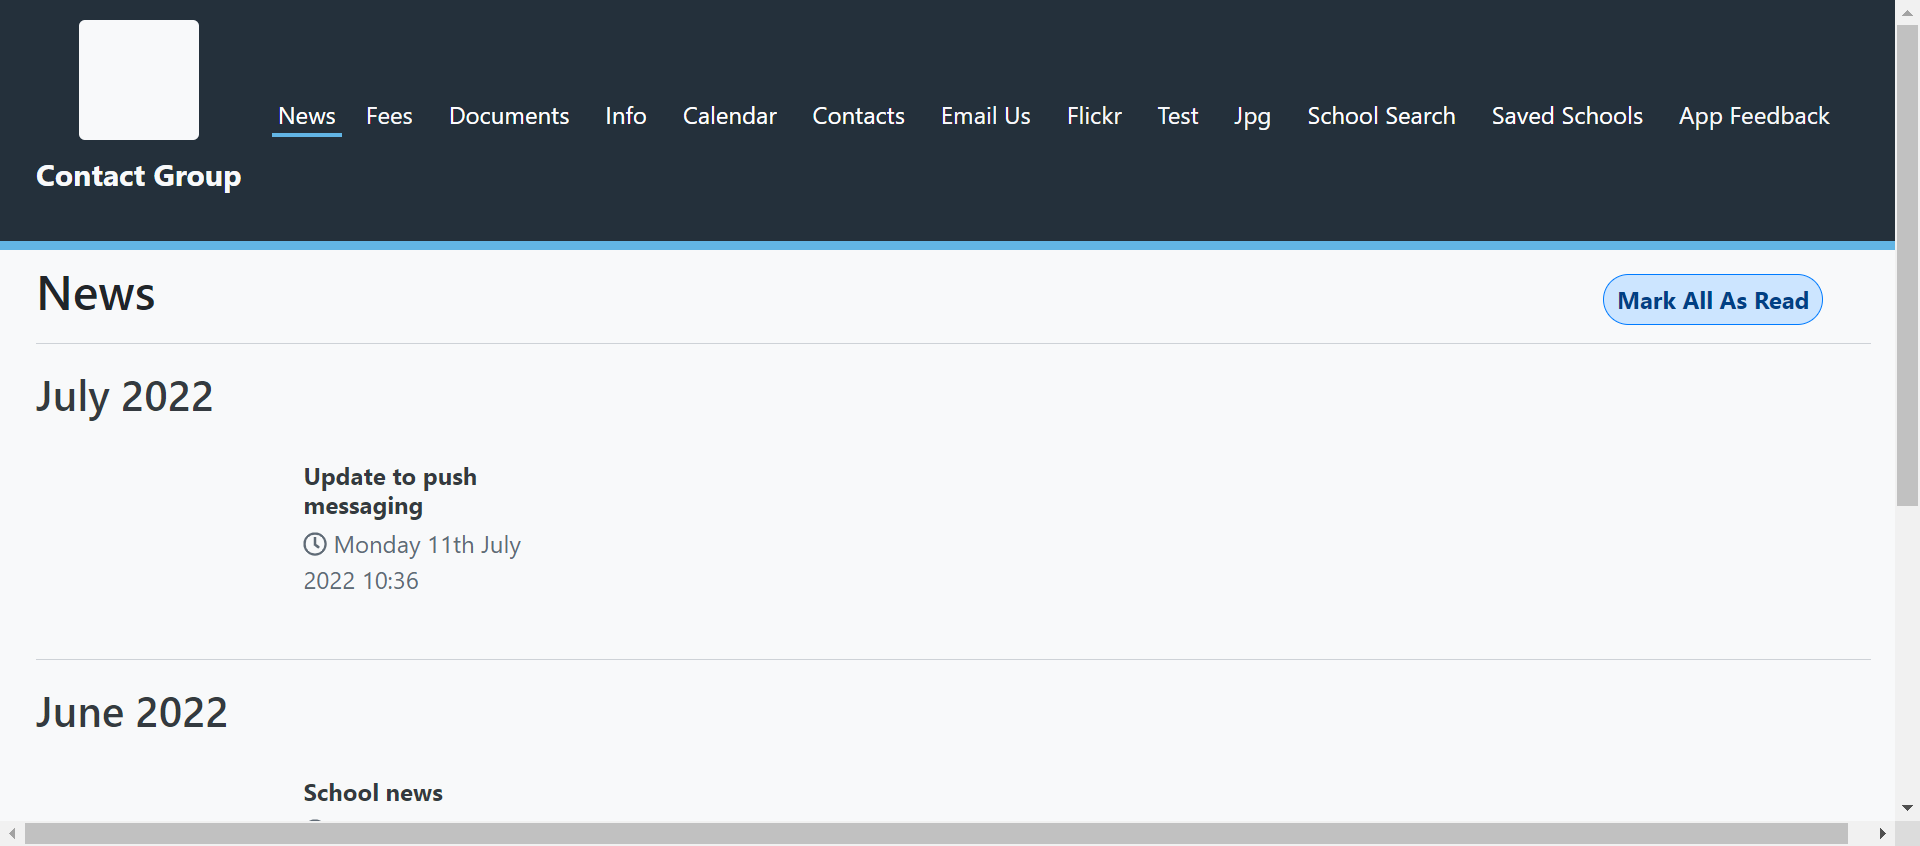 News Fees Documents Info Calendar Contacts Email Us Flickr Test Jpg School Search Saved Schools App Feedback
Contact Group
News
Mark All As Read
July 2022
Update to push
messaging
Monday 11th July
2022 10:36
June 2022
School news